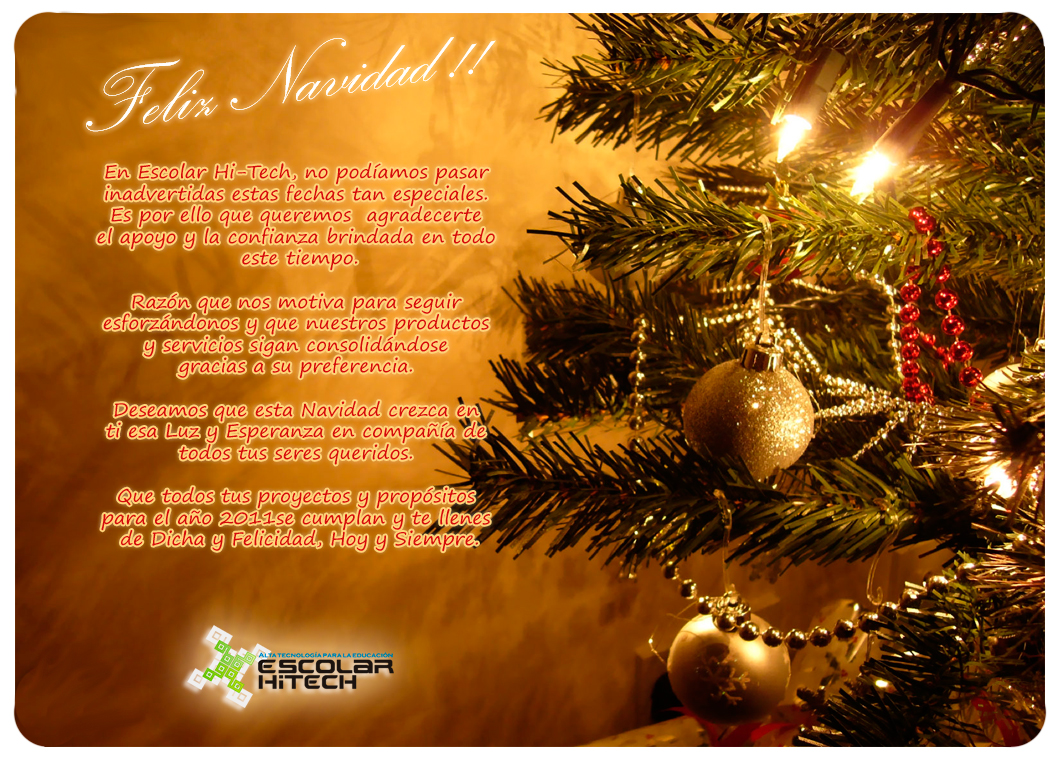 Feliz Navidad !!
En Escolar Hi-Tech, no podíamos pasar
inadvertidas estas fechas tan especiales.
Es por ello que queremos agradecerte
el apoyo y la confianza brindada en todo
este tiempo.
Razón que nos motiva para seguir
esforzándonos y que nuestros productos
y servicios sigan consolidándose
gracias a su preferencia.
Deseamos que esta Navidad crezca en
ti esa Luz y Esperanza en compañía de
todos tus seres queridos.
Que todos tus proyectos y propósitos
para el año 2011se cumplan y te llenes
de Dicha y Felicidad, Hoy y Siempre.
ALTA TECNOLOGÍA PARA LA EDUCACIÓN
ESCOLAR
HiTECH